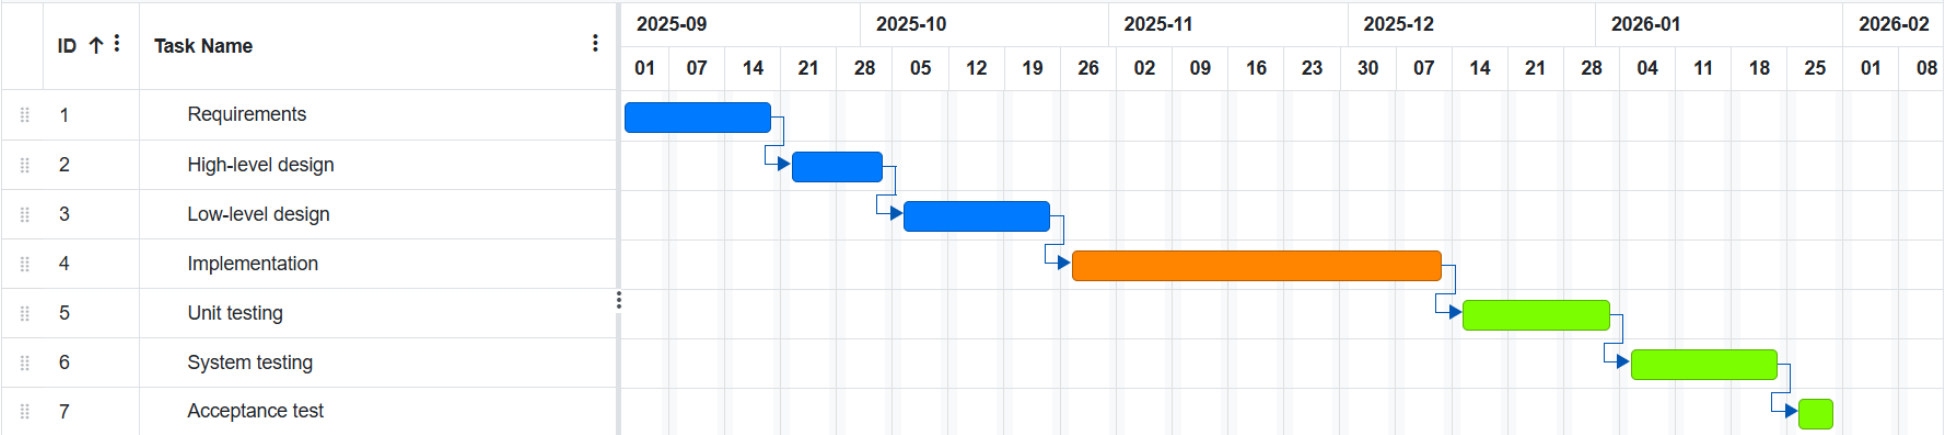 ID Task Name 2025-09 2025-10 2025-11 2025-12 2026-01 2026-02
01 07 14 21 28 05 12 19 26 02 09 16 23 30 07 14 21 28 04 11 18 25 01 08
1 Requirements
2 High-level design
3 Low-level design
4 Implementation
5 Unit testing
6 System testing
7 Acceptance test